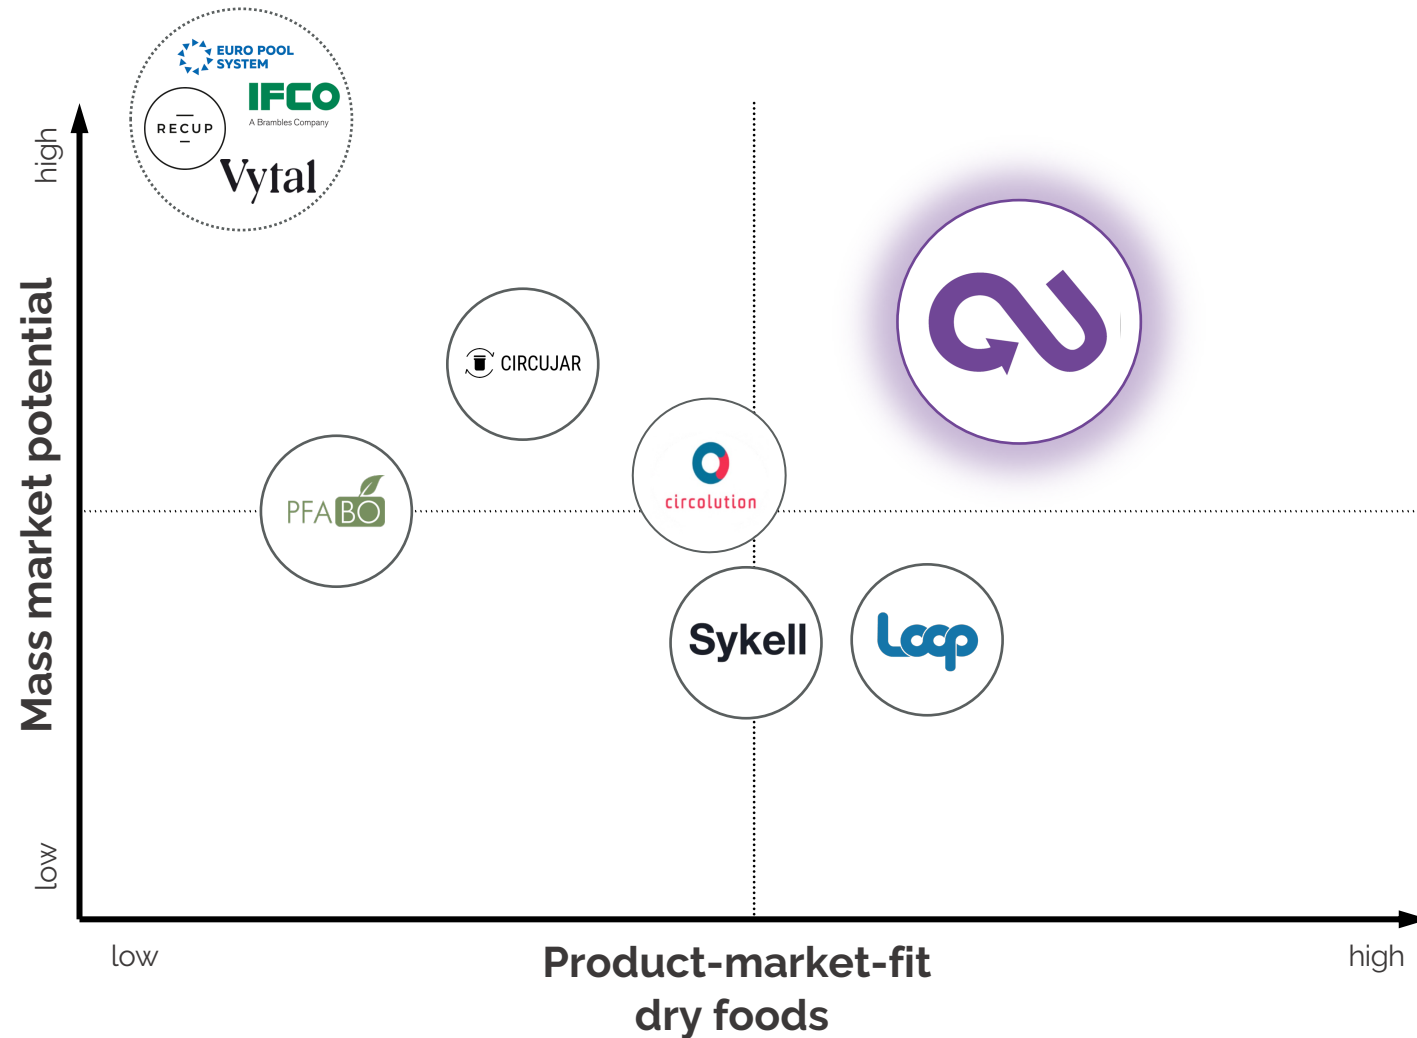 EURO POOL
SYSTEM
IFCO
A Brambles Company
RECUP
Vytal
high
CIRCUJAR
Mass market potential
circolution
PFABO
Sykell
Loop
low
low
Product-market-fit
dry foods
high